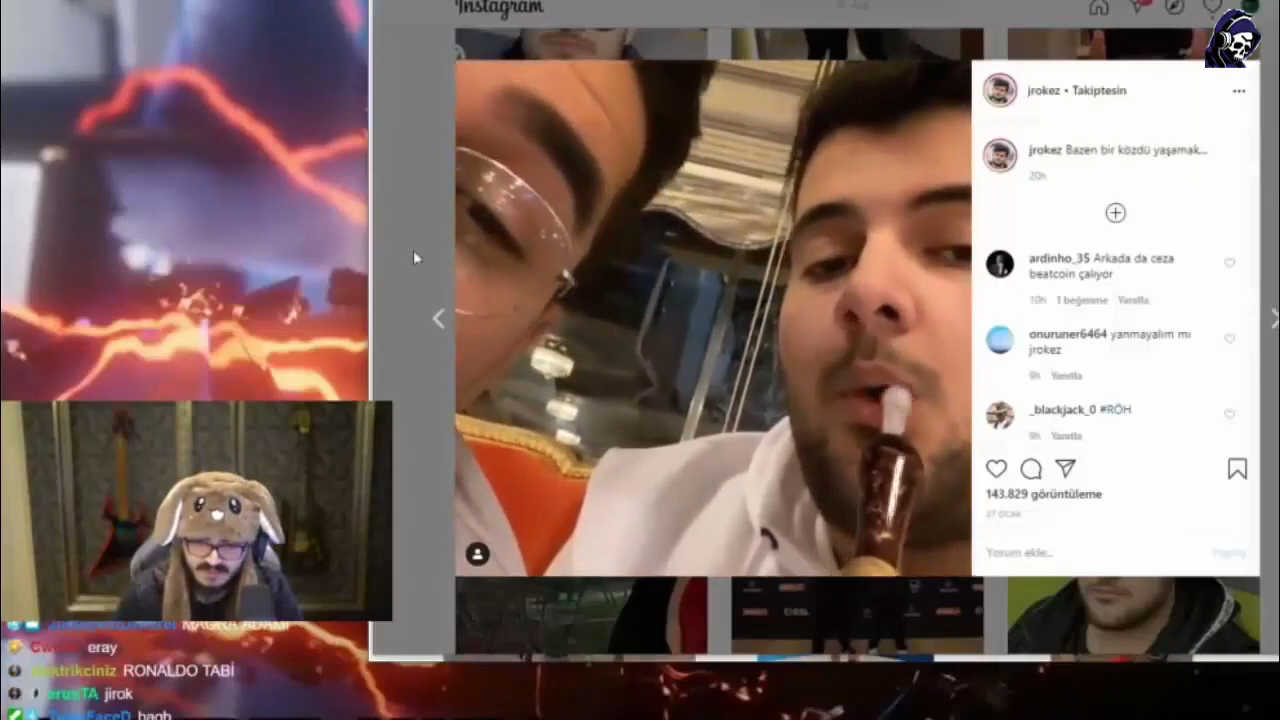 Instagram
jrokez • Takiptesin
jrokez Bazen bir közdü yaşamak...
20h
ardinho_35 Arkada da ceza
beatcoin çalıyor
10h 1 beğenme Yanıtla
onuruner6464 yanmayalım mı
jrokez
9h Yanıtla
_blackjack_0 #RÖH
9h Yanıtla
143.829 görüntüleme
27 OCAK
Yorum ekle...
MAGRA ADAMI
eray
RONALDO TABİ
jirok
bagh